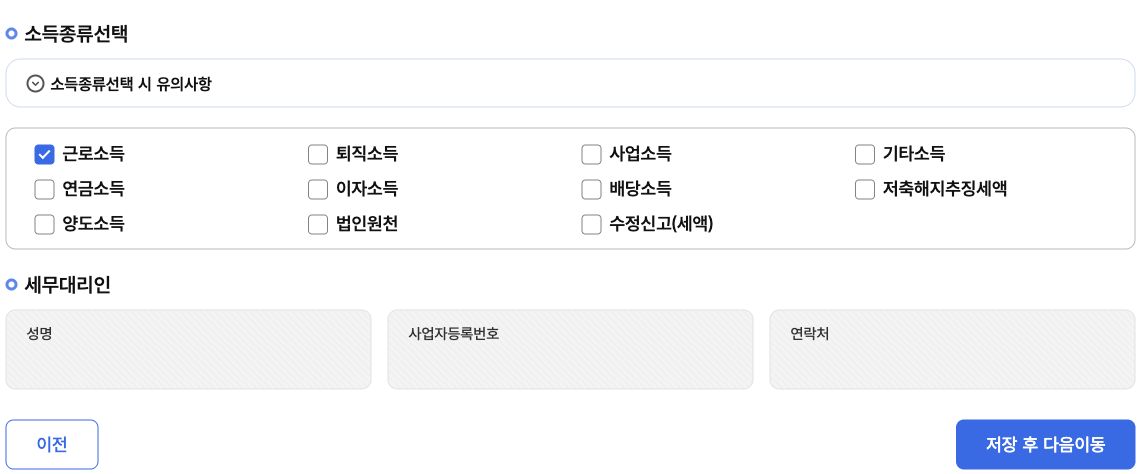 소득종류선택
소득종류선택 시 유의사항
근로소득 퇴직소득 사업소득 기타소득
연금소득 이자소득 배당소득 저축해지추징세액
양도소득 법인원천 수정신고(세액)
세무대리인
성명 사업자등록번호 연락처
이전 저장 후 다음이동